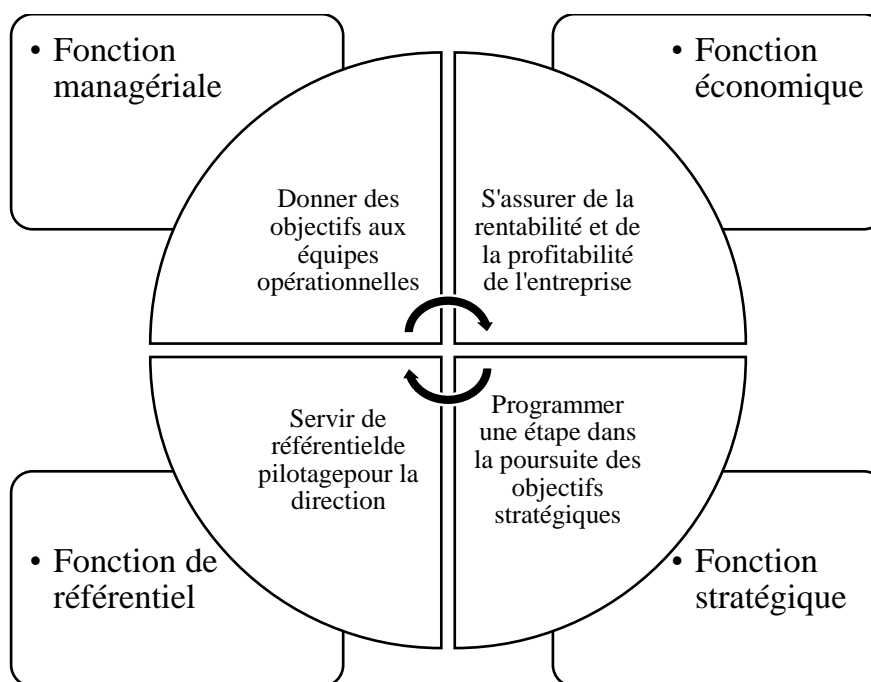 • Fonction
managériale
• Fonction
économique
Donner des
objectifs aux
équipes
opérationnelles
S'assurer de la
rentabilité et de
la profitabilité
de l'entreprise
Servir de
référentielde
pilotagepour la
direction
Programmer
une étape dans
la poursuite des
objectifs
stratégiques
• Fonction de
référentiel
• Fonction
stratégique